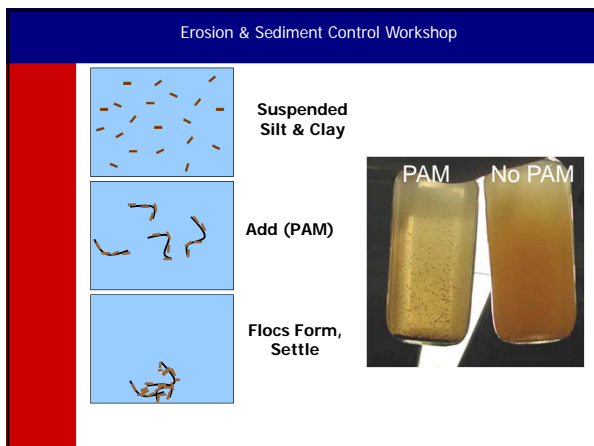 Erosion & Sediment Control Workshop
Suspended
Silt & Clay
Add (PAM)
Flocs Form,
Settle
PAM No PAM